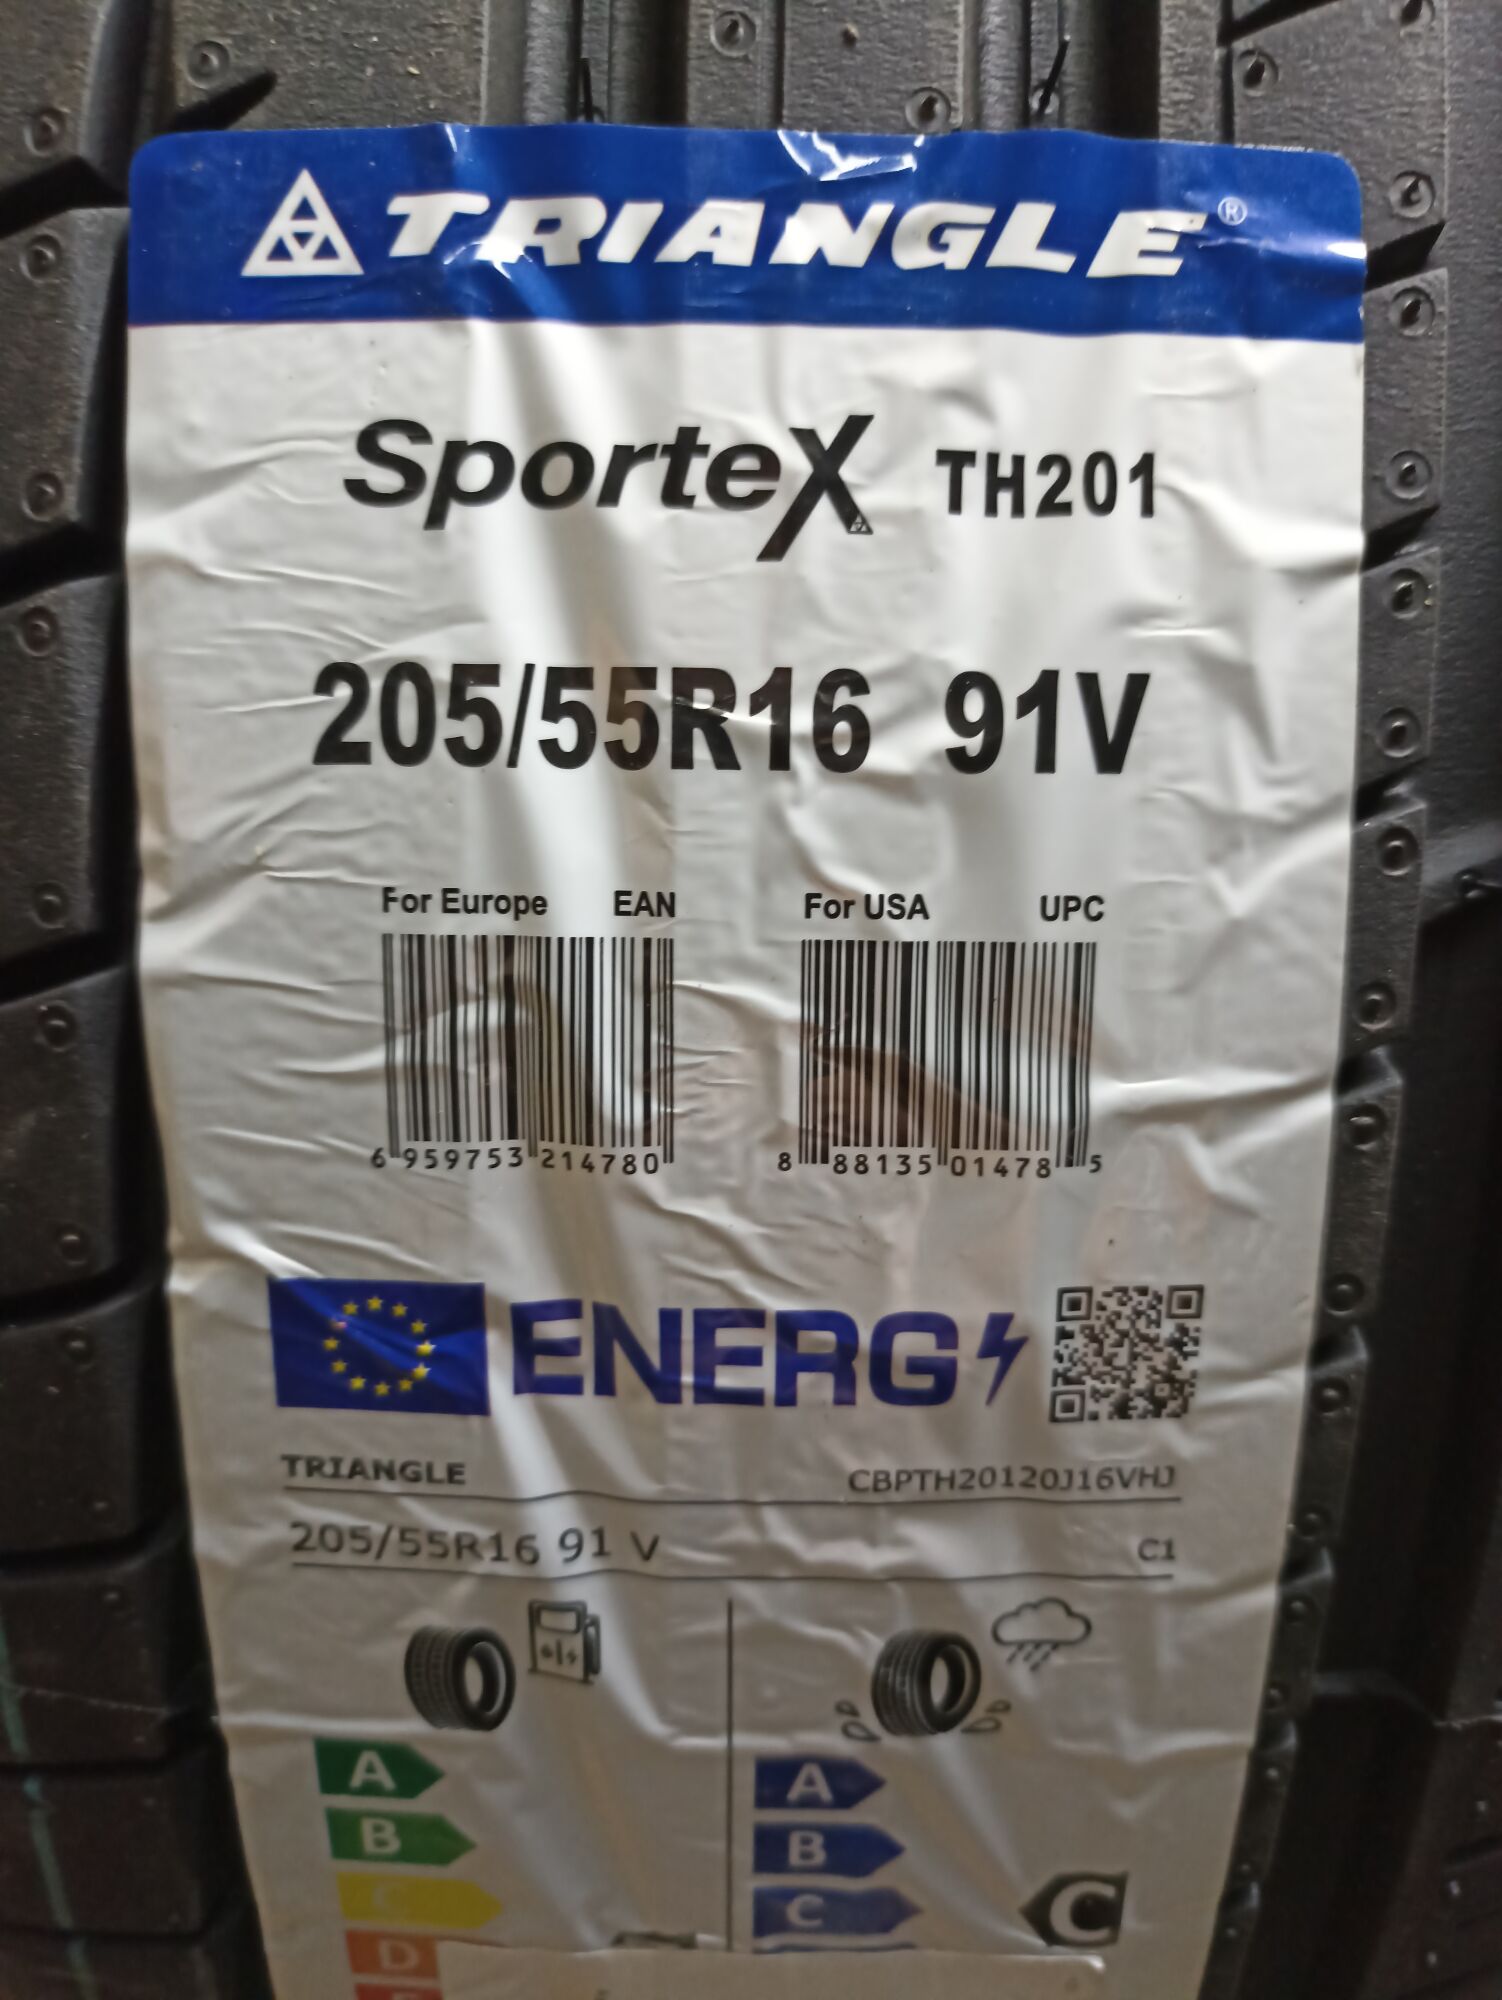 TRIANGLE®
SporteX TH201
205/55R16 91V
For Europe EAN
For USA UPC
6 959753 214780
8 88135 01478 5
ENERG
TRIANGLE
CBPTH20120J16VHJ
205/55R16 91 V
C1
A
B
C
D
A
B
C
C